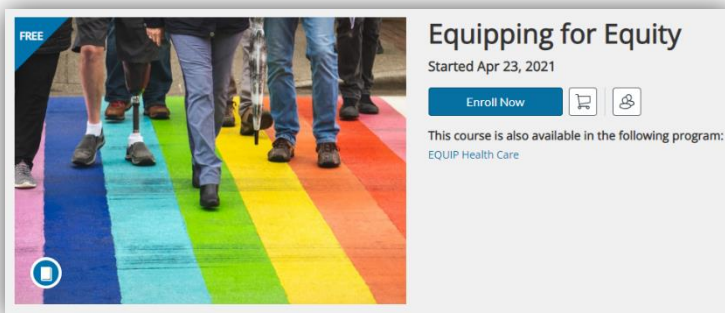 FREE
Equipping for Equity
Started Apr 23, 2021
Enroll Now
This course is also available in the following program:
EQUIP Health Care